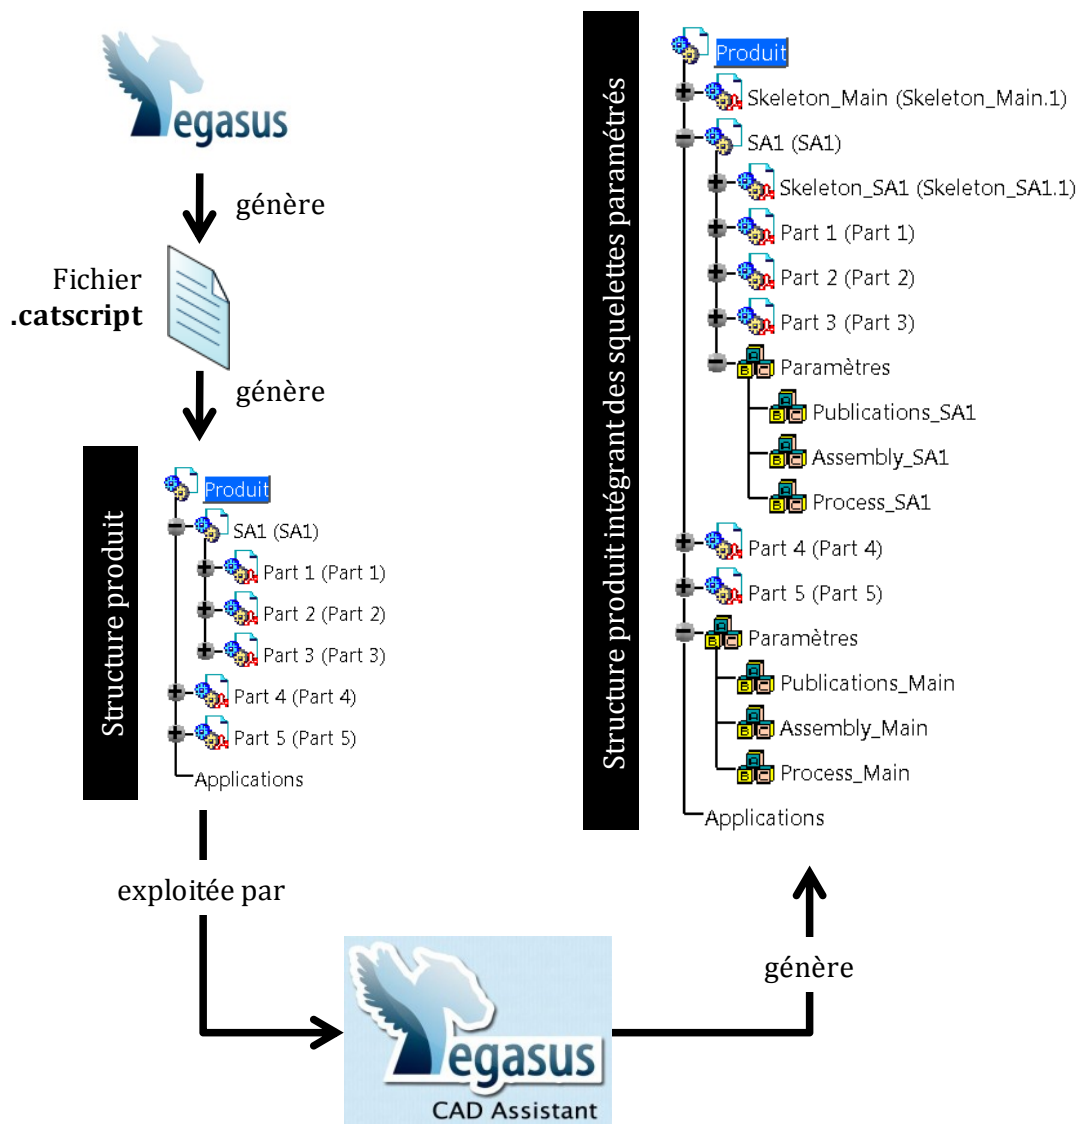 Pegasus
génère
Fichier
.catscript
génère
Structure produit
Produit
SA1 (SA1)
Part 1 (Part 1)
Part 2 (Part 2)
Part 3 (Part 3)
Part 4 (Part 4)
Part 5 (Part 5)
Applications
exploitée par
Pegasus
CAD Assistant
génère
Structure produit intégrant des squelettes paramétrés
Produit
Skeleton_Main (Skeleton_Main.1)
SA1 (SA1)
Skeleton_SA1 (Skeleton_SA1.1)
Part 1 (Part 1)
Part 2 (Part 2)
Part 3 (Part 3)
Paramètres
Publications_SA1
Assembly_SA1
Process_SA1
Part 4 (Part 4)
Part 5 (Part 5)
Paramètres
Publications_Main
Assembly_Main
Process_Main
Applications